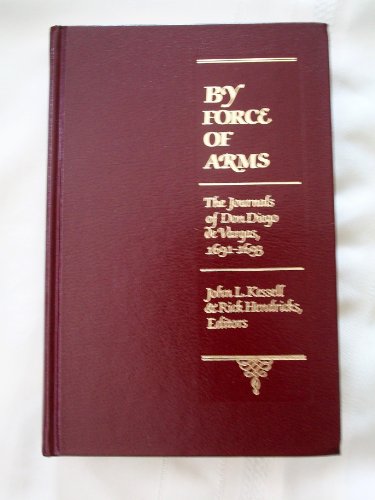 BY
FORCE
OF
ARMS
The Journals
of Don Diego
de Vargas,
1691-1693
John L. Kessell
& Rick Hendricks,
Editors